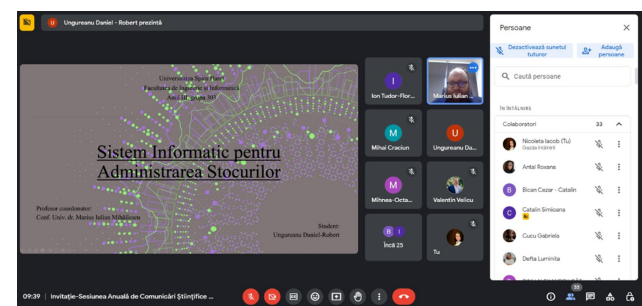 Ungureanu Daniel - Robert prezintă
Universitatea Spiru Haret
Facultatea de Inginerie și Informatică
Anul III, grupa 303
Sistem Informatic pentru
Administrarea Stocurilor
Profesor coordonator:
Conf. Univ. dr. Marius Iulian Mihăilescu
Student:
Ungureanu Daniel-Robert
I
Ion Tudor-Flor...
Marius Iulian ...
M
Mihai Craciun
U
Ungureanu Da...
M
Mihnea-Octa...
Valentin Velicu
B I
Încă 25
Tu
Persoane
Dezactivează sunetul
tuturor
Adaugă
persoane
Caută persoane
ÎN ÎNTÂLNIRE
Colaboratori 33
Nicoleta Iacob (Tu)
Gazda întâlnirii
Antal Roxana
B
Bican Cezar - Catalin
C
Catalin Simioana
Cucu Gabriela
Defta Luminita
09:39 | Invitație-Sesiunea Anuală de Comunicări Științifice ...
33